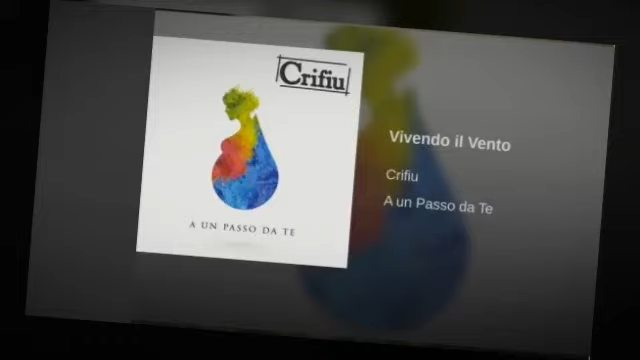 Crifiu
A UN PASSO DA TE
Vivendo il Vento
Crifiu
A un Passo da Te